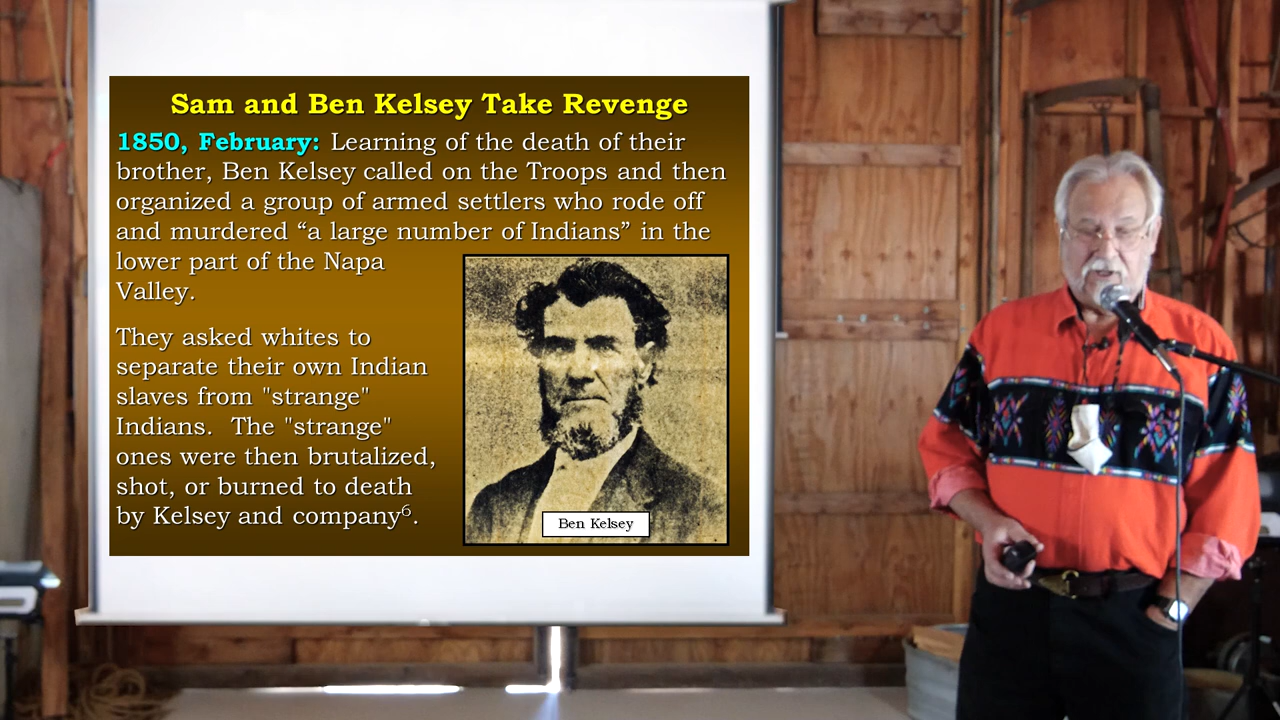 Sam and Ben Kelsey Take Revenge
1850, February: Learning of the death of their
brother, Ben Kelsey called on the Troops and then
organized a group of armed settlers who rode off
and murdered “a large number of Indians” in the
lower part of the Napa
Valley.
They asked whites to
separate their own Indian
slaves from "strange"
Indians.  The "strange"
ones were then brutalized,
shot, or burned to death
by Kelsey and company⁶.
Ben Kelsey